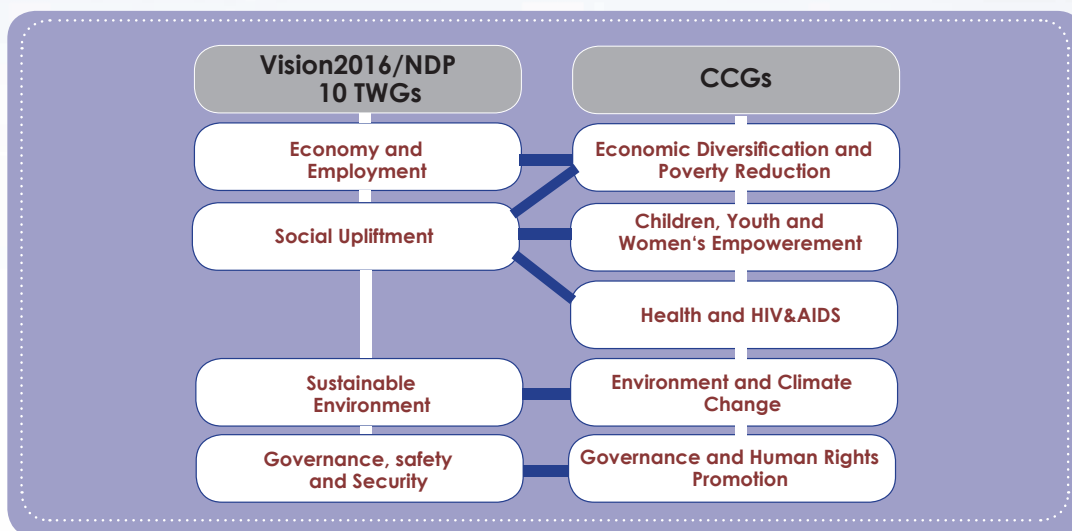 Vision2016/NDP
10 TWGs
CCGs
Economy and
Employment
Economic Diversification and
Poverty Reduction
Social Upliftment
Children, Youth and
Women‘s Empowerement
Health and HIV&AIDS
Sustainable
Environment
Environment and Climate
Change
Governance, safety
and Security
Governance and Human Rights
Promotion